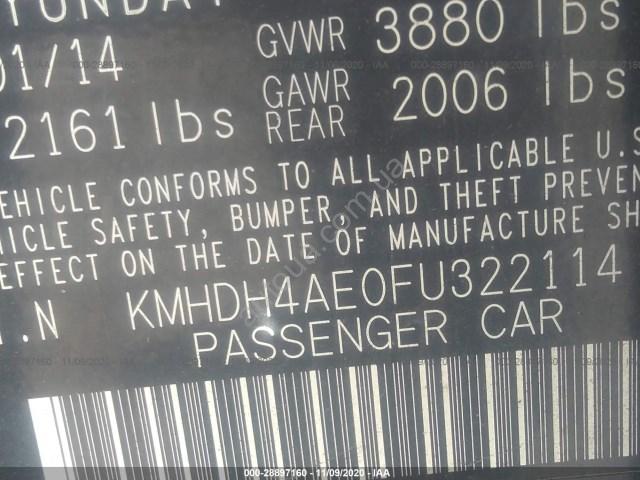 GVWR 3880 lbs
01/14
GAWR
REAR 2006 lbs
2161 lbs
VEHICLE CONFORMS TO ALL APPLICABLE U.S
VEHICLE SAFETY, BUMPER, AND THEFT PREVEN
EFFECT ON THE DATE OF MANUFACTURE SH
I.N KMHDH4AE0FU322114
PASSENGER CAR
000-28897160 - 11/09/2020 - IAA